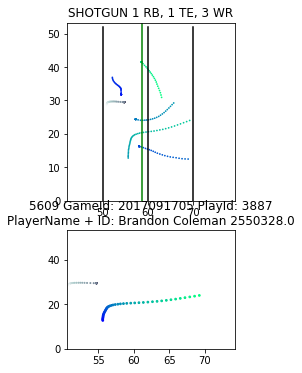 SHOTGUN 1 RB, 1 TE, 3 WR
50
40
30
20
10
0
50 60 70
5609 GameId: 2017091705 PlayId: 3887
PlayerName + ID: Brandon Coleman 2550328.0
40
20
0
55 60 65 70